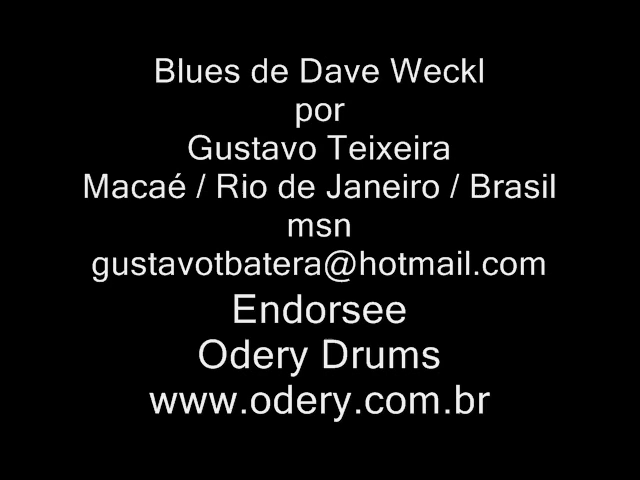 Blues de Dave Weckl
por
Gustavo Teixeira
Macaé / Rio de Janeiro / Brasil
msn
gustavotbatera@hotmail.com
Endorsee
Odery Drums
www.odery.com.br